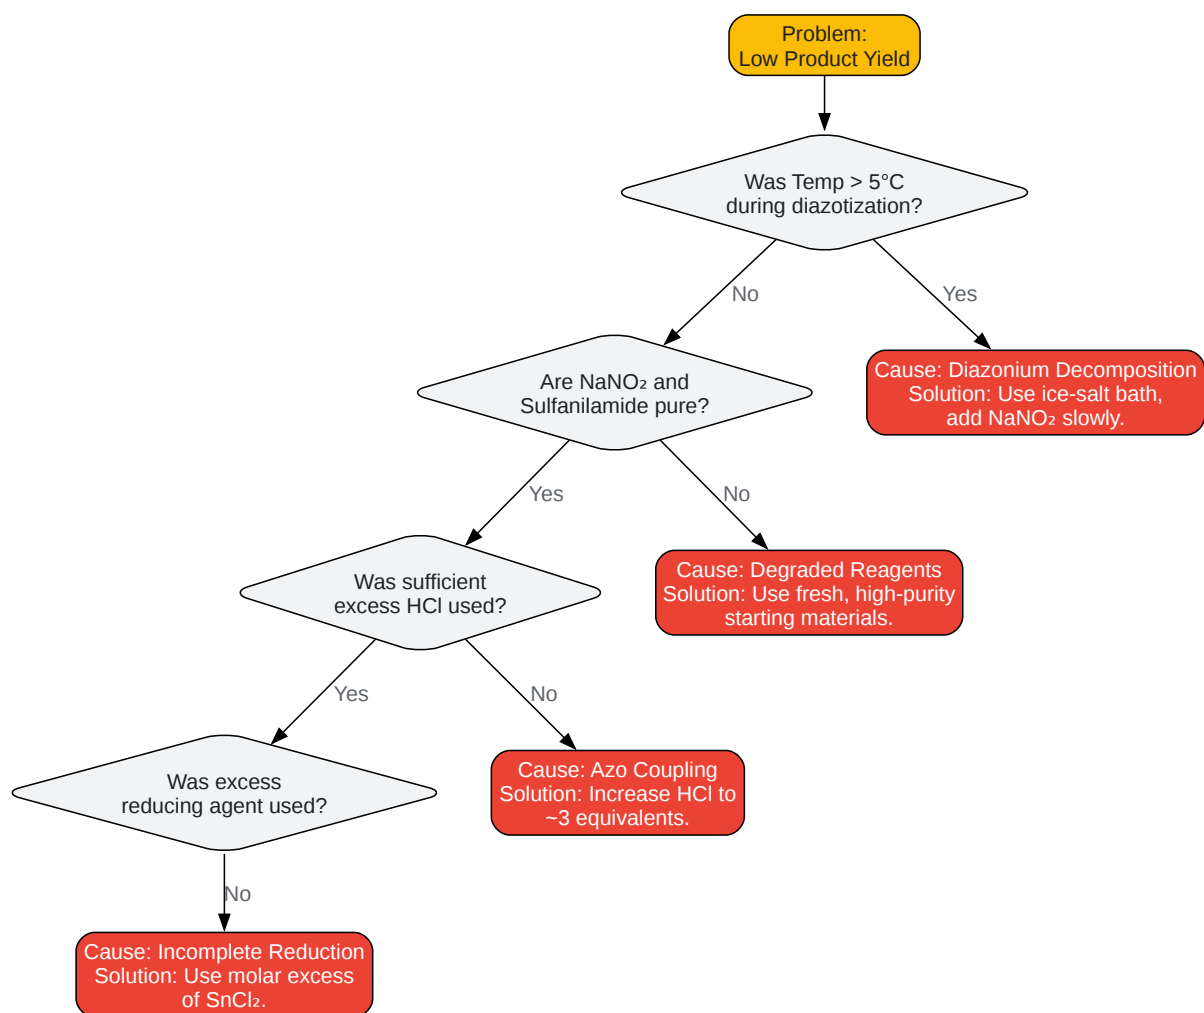 Problem:
Low Product Yield
Was Temp > 5°C
during diazotization?
No
Yes
Are NaNO₂ and
Sulfanilamide pure?
Cause: Diazonium Decomposition
Solution: Use ice-salt bath,
add NaNO₂ slowly.
Yes
No
Was sufficient
excess HCl used?
Cause: Degraded Reagents
Solution: Use fresh, high-purity
starting materials.
Yes
No
Was excess
reducing agent used?
Cause: Azo Coupling
Solution: Increase HCl to
~3 equivalents.
No
Cause: Incomplete Reduction
Solution: Use molar excess
of SnCl₂.